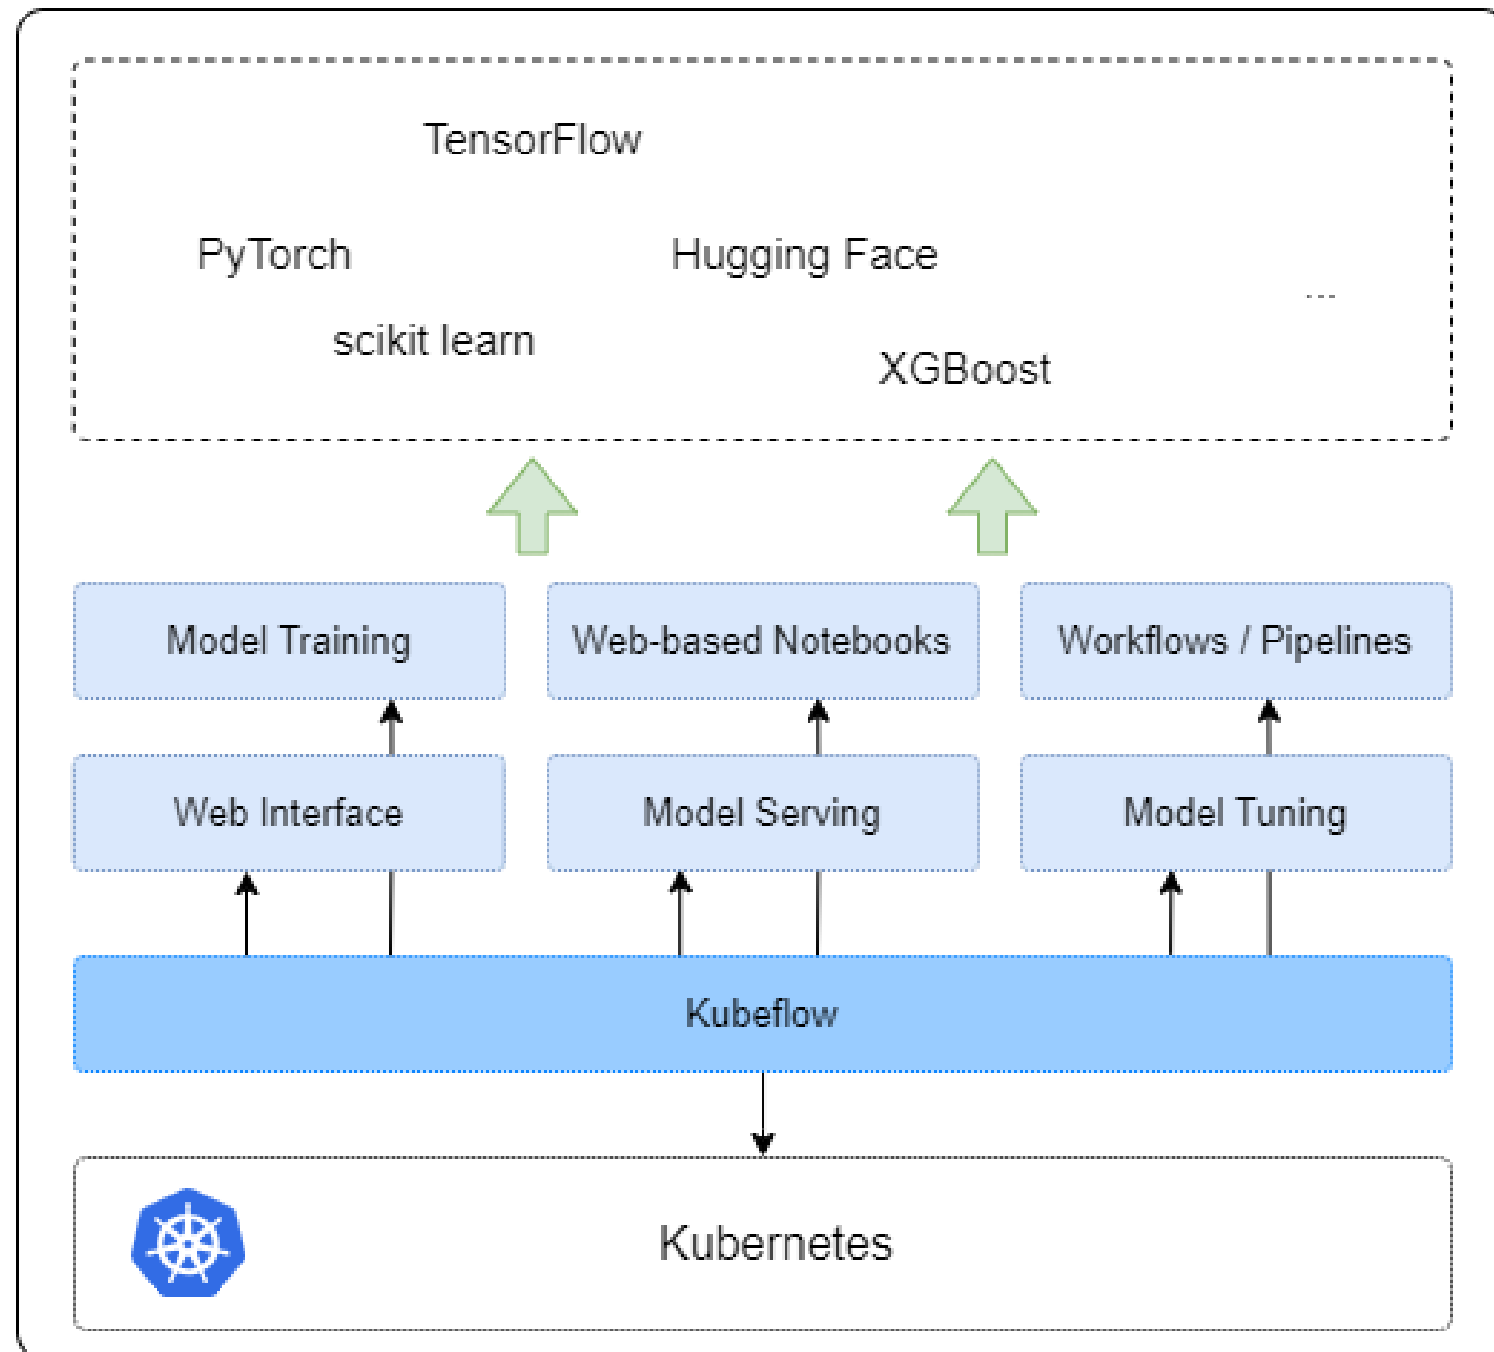 TensorFlow
PyTorch
Hugging Face
...
scikit learn
XGBoost
Model Training
Web-based Notebooks
Workflows / Pipelines
Web Interface
Model Serving
Model Tuning
Kubeflow
Kubernetes